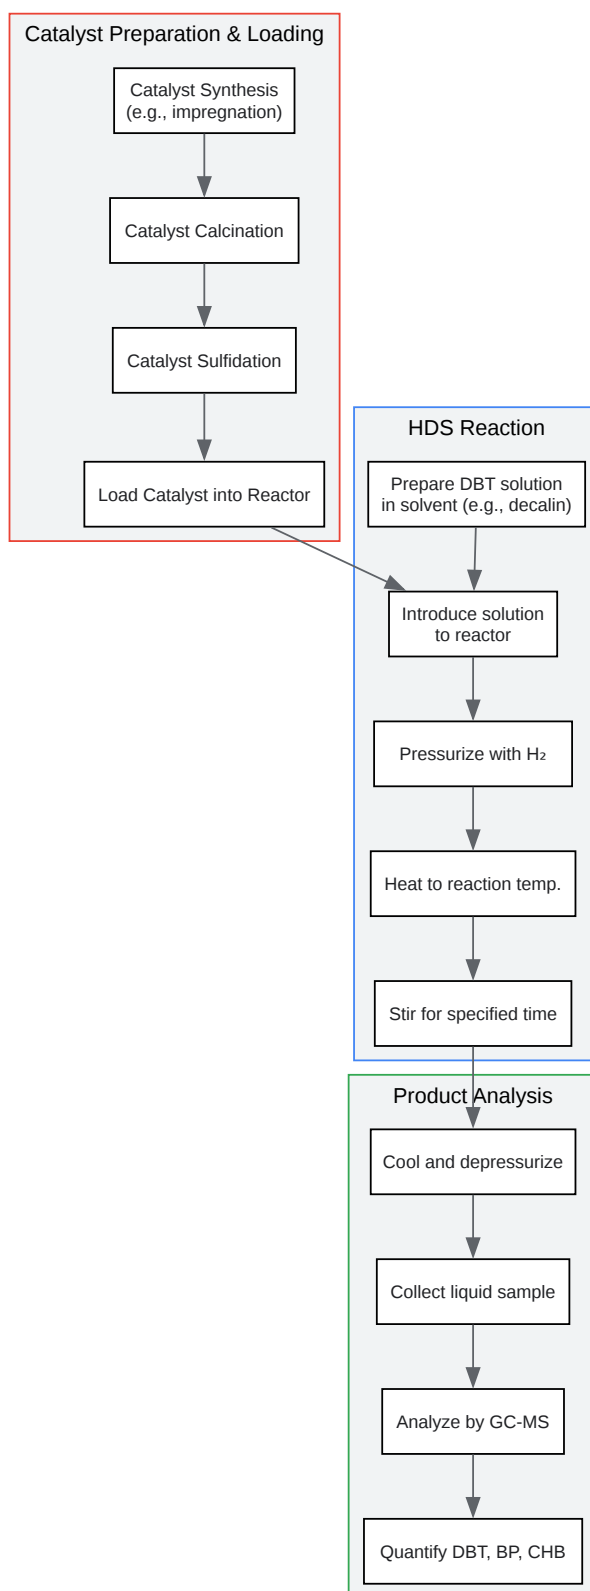 Catalyst Preparation & Loading
Catalyst Synthesis
(e.g., impregnation)
Catalyst Calcination
Catalyst Sulfidation
Load Catalyst into Reactor
HDS Reaction
Prepare DBT solution
in solvent (e.g., decalin)
Introduce solution
to reactor
Pressurize with H₂
Heat to reaction temp.
Stir for specified time
Product Analysis
Cool and depressurize
Collect liquid sample
Analyze by GC-MS
Quantify DBT, BP, CHB